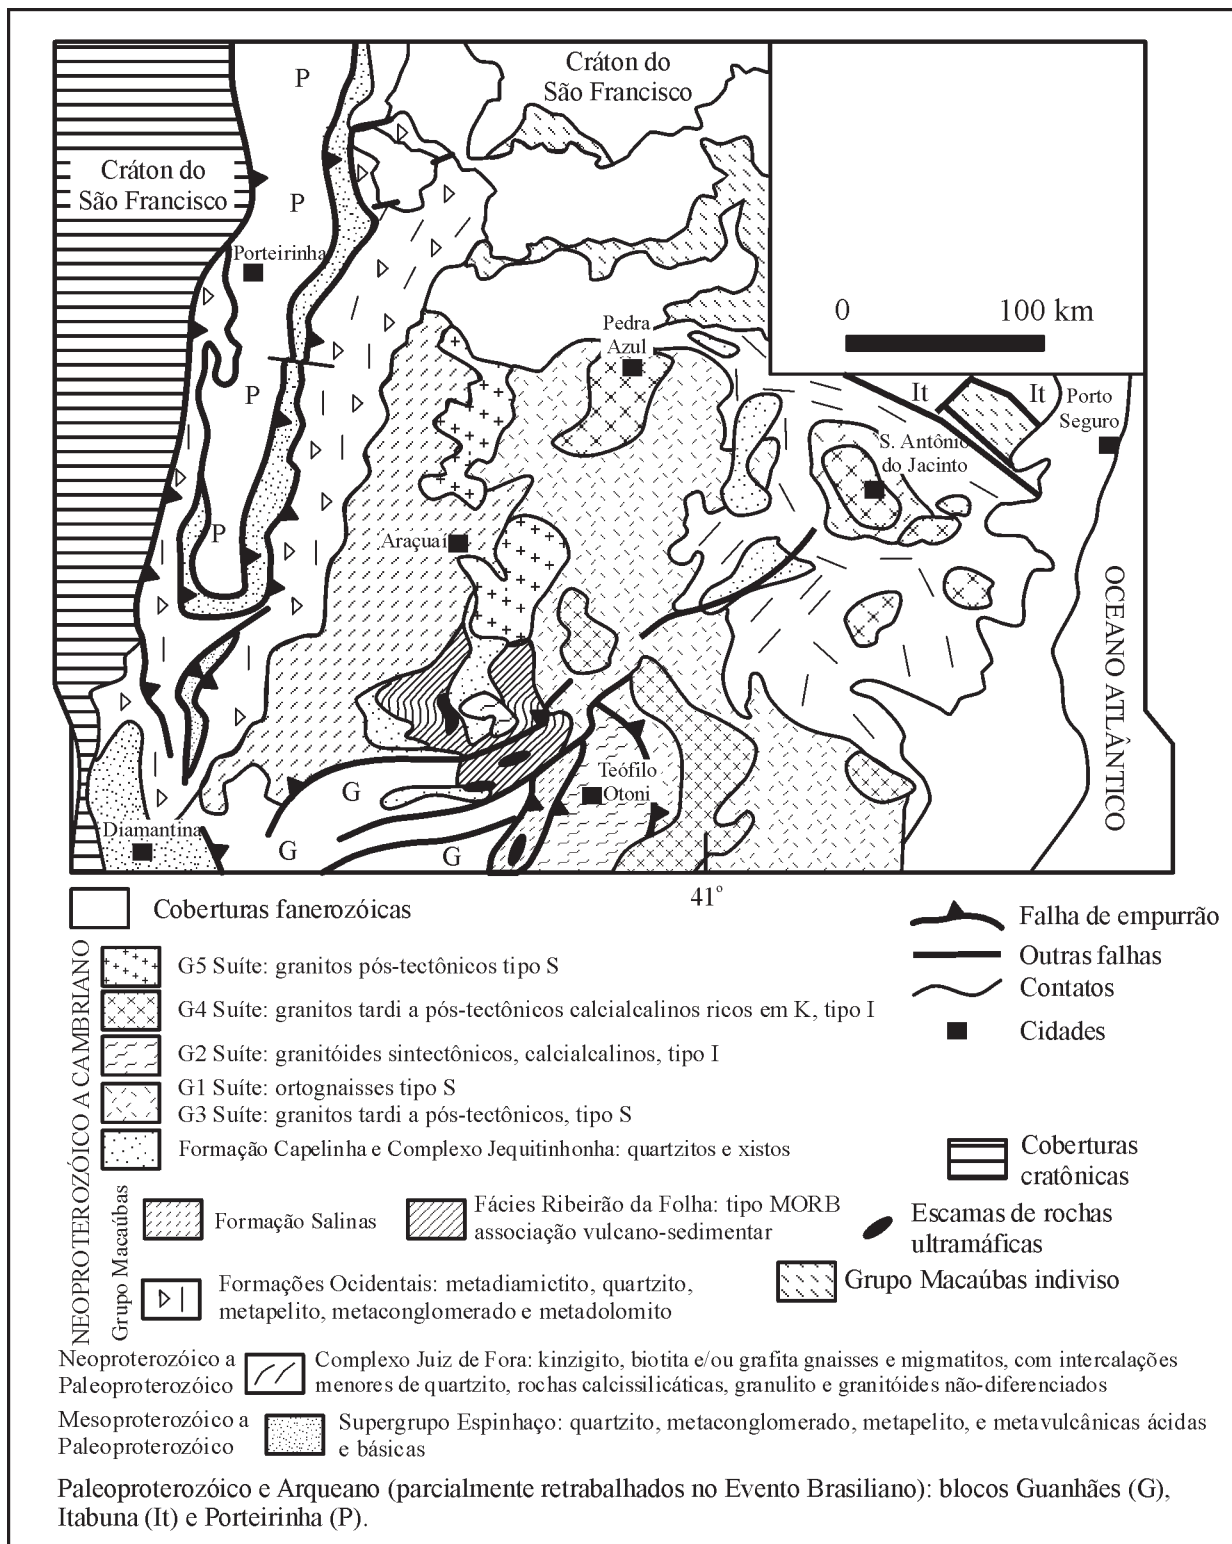 Cráton do
São Francisco
P
Cráton do
São Francisco
P
Porteirinha
0 100 km
Pedra
Azul
P
It
It
Porto
Seguro
S. Antônio
do Jacinto
P
Araçuaí
OCEANO ATLÂNTICO
Teófilo
Otoni
G
Diamantina
G
G
41°
Coberturas fanerozóicas
NEOPROTEROZÓICO A CAMBRIANO
G5 Suíte: granitos pós-tectônicos tipo S
G4 Suíte: granitos tardi a pós-tectônicos calcialcalinos ricos em K, tipo I
G2 Suíte: granitóides sintectônicos, calcialcalinos, tipo I
G1 Suíte: ortognaisses tipo S
G3 Suíte: granitos tardi a pós-tectônicos, tipo S
Formação Capelinha e Complexo Jequitinhonha: quartzitos e xistos
Grupo Macaúbas
Formação Salinas
Fácies Ribeirão da Folha: tipo MORB
associação vulcano-sedimentar
Formações Ocidentais: metadiamictito, quartzito,
metapelito, metaconglomerado e metadolomito
Falha de empurrão
Outras falhas
Contatos
Cidades
Coberturas
cratônicas
Escamas de rochas
ultramáficas
Grupo Macaúbas indiviso
Neoproterozóico a
Paleoproterozóico
Complexo Juiz de Fora: kinzigito, biotita e/ou grafita gnaisses e migmatitos, com intercalações
menores de quartzito, rochas calcissilicáticas, granulito e granitóides não-diferenciados
Mesoproterozóico a
Paleoproterozóico
Supergrupo Espinhaço: quartzito, metaconglomerado, metapelito, e metavulcânicas ácidas
e básicas
Paleoproterozóico e Arqueano (parcialmente retrabalhados no Evento Brasiliano): blocos Guanhães (G),
Itabuna (It) e Porteirinha (P).